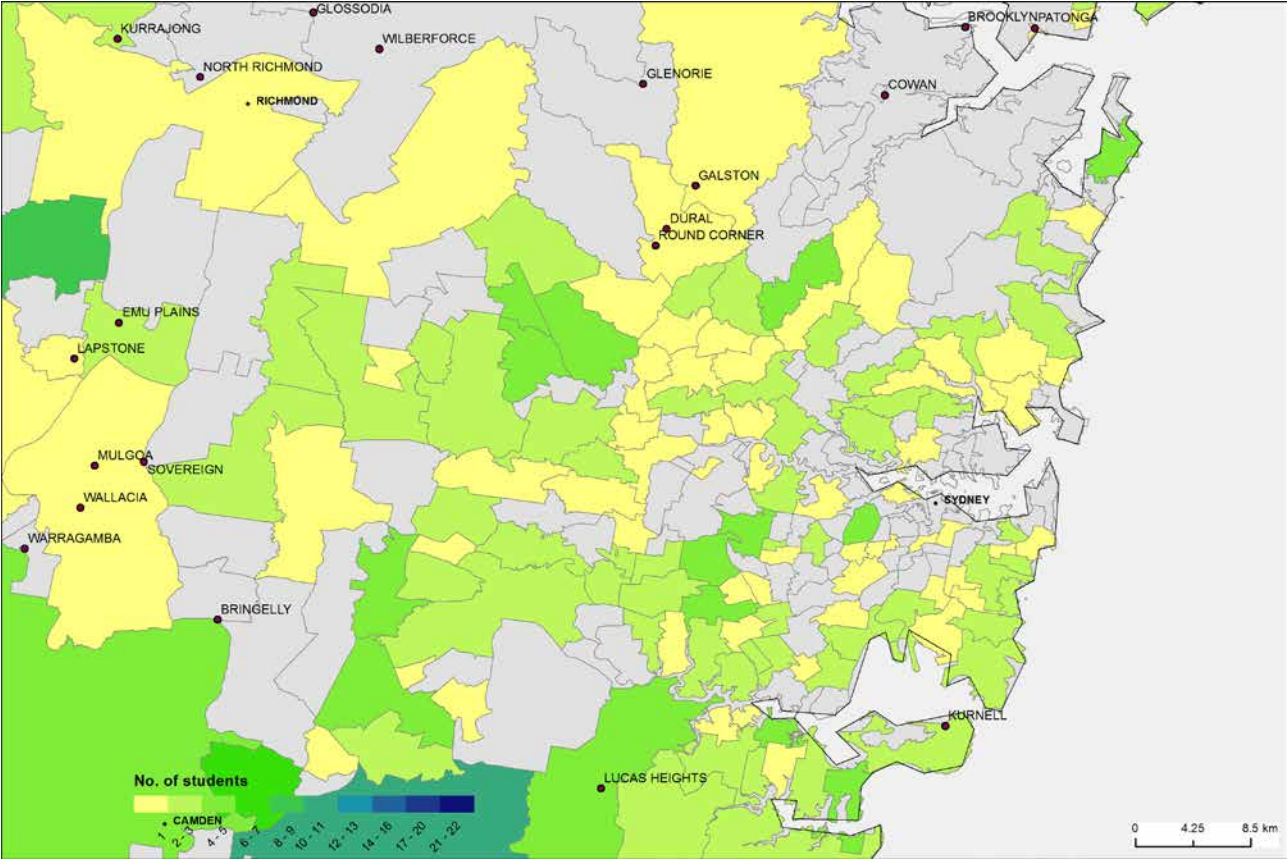 GLOSSODIA
BROOKLYN
PATONGA
KURRAJONG
WILBERFORCE
NORTH RICHMOND
GLENORIE
COWAN
RICHMOND
GALSTON
DURAL
ROUND CORNER
EMU PLAINS
LAPSTONE
MULGOA
SOVEREIGN
WALLACIA
SYDNEY
WARRAGAMBA
BRINGELLY
KURNELL
LUCAS HEIGHTS
No. of students
CAMDEN
1
2 - 3
4 - 5
6 - 7
8 - 9
10 - 11
12 - 13
14 - 16
17 - 20
21 - 22
0 4.25 8.5 km